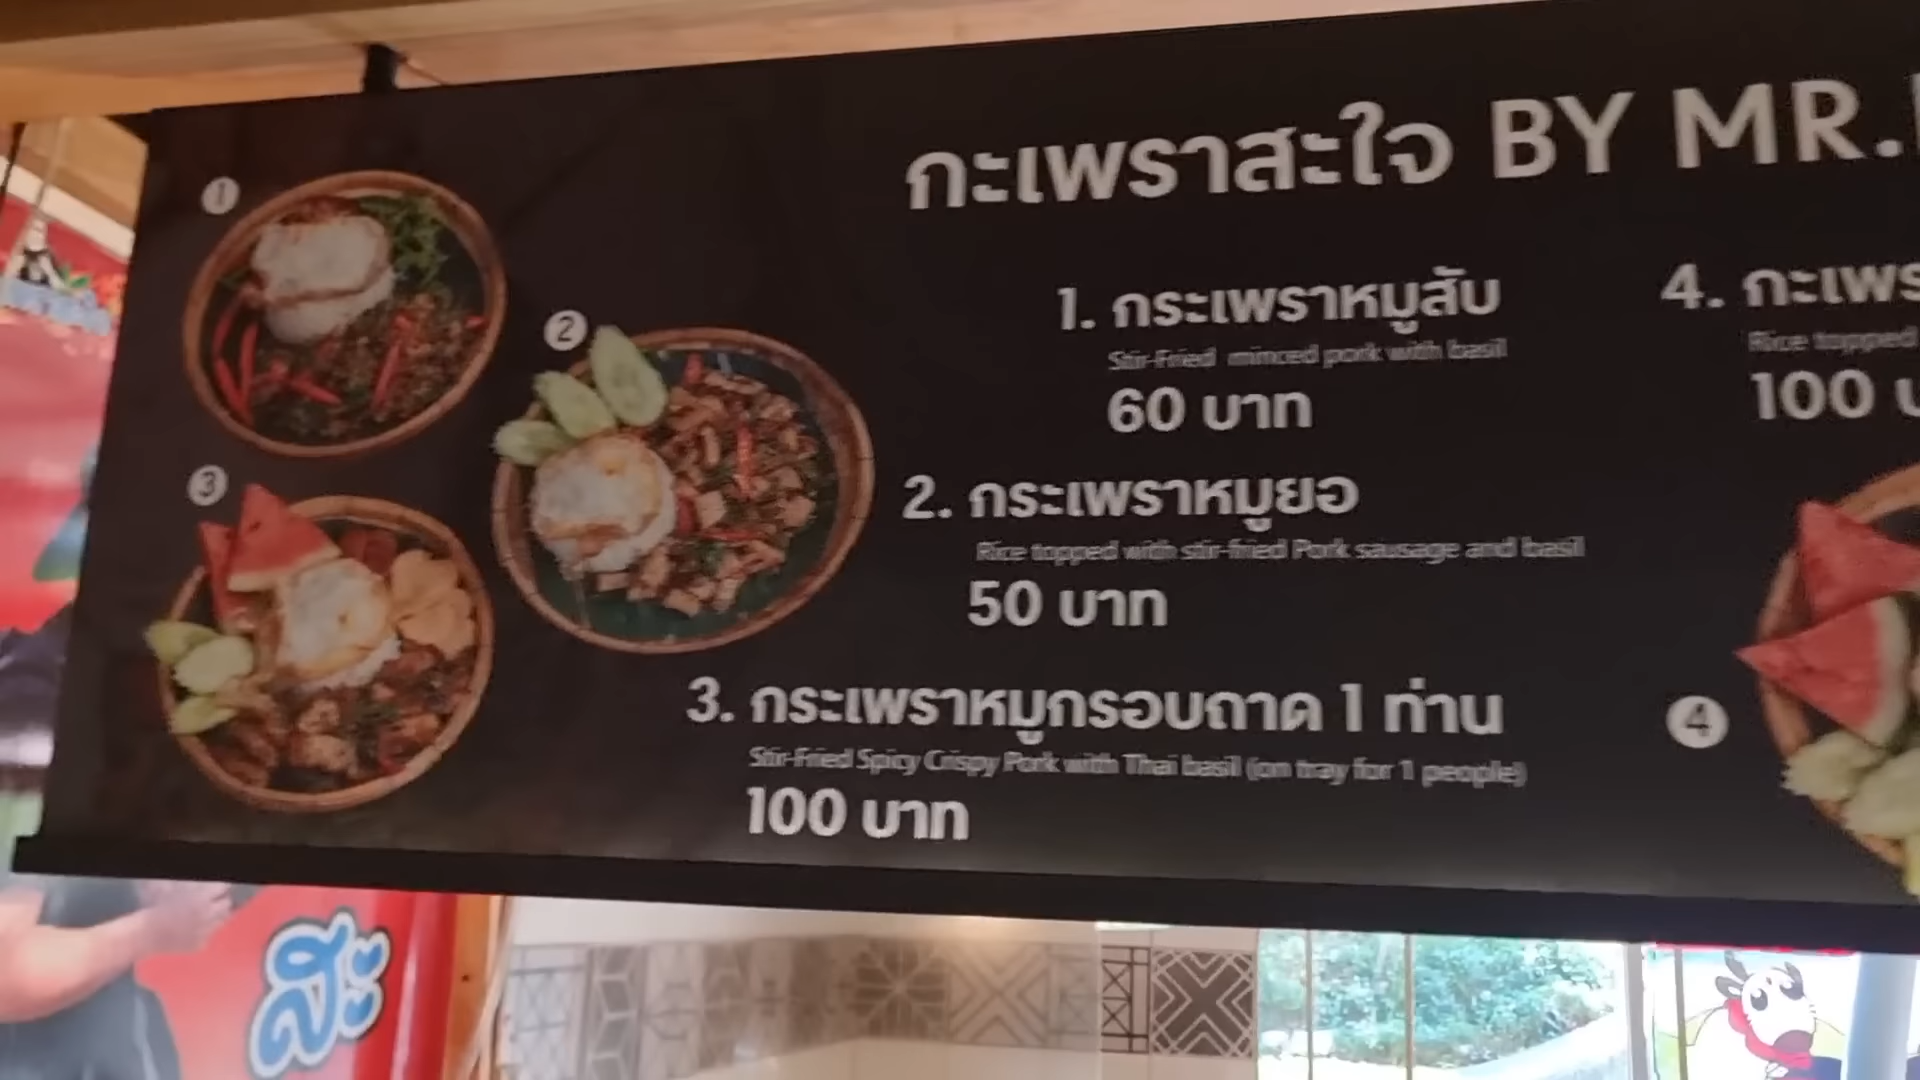 กะเพราสะใจ BY MR.
1
2
3
4
1. กระเพราหมูสับ
Stir-Fried minced pork with basil
60 บาท
2. กระเพราหมูยอ
Rice topped with stir-fried Pork sausage and basil
50 บาท
3. กระเพราหมูกรอบถาด 1 ท่าน
Stir-Fried Spicy Crispy Pork with Thai basil (on tray for 1 people)
100 บาท
4. กะเพร
Rice topped
100 บ
สะ